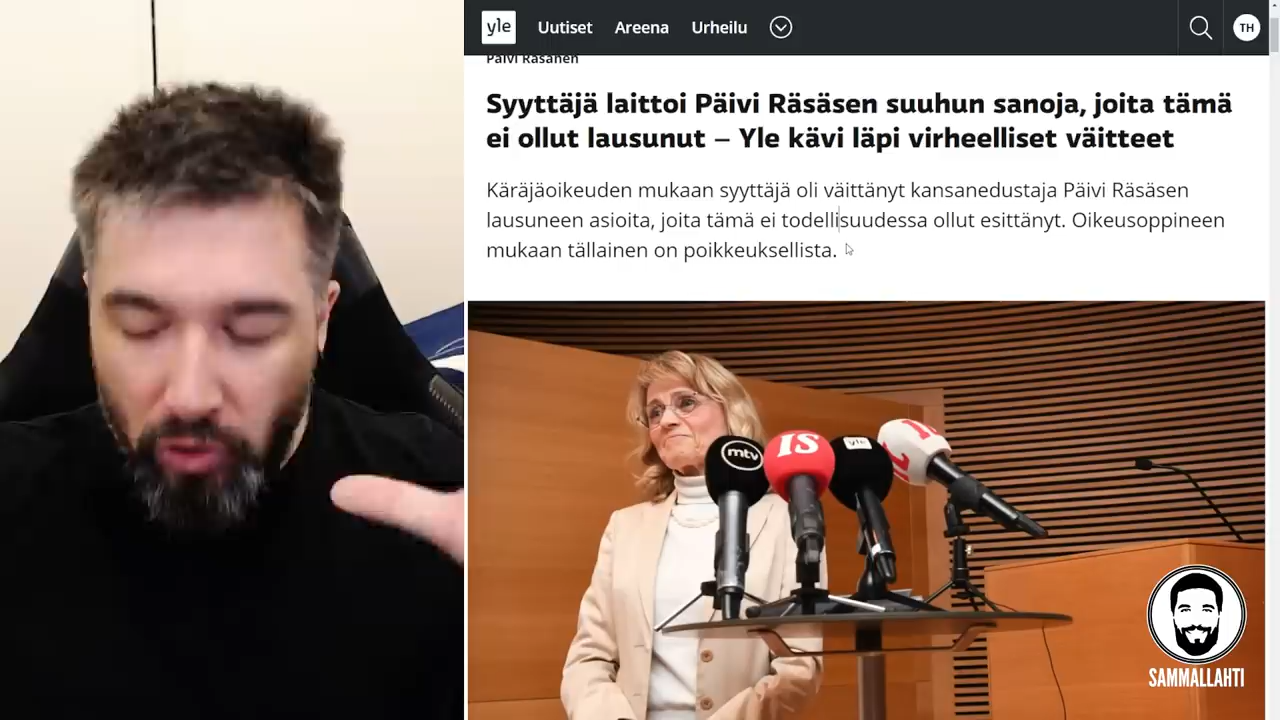 yle Uutiset Areena Urheilu TH
Päivi Räsänen
Syyttäjä laittoi Päivi Räsäsen suuhun sanoja, joita tämä
ei ollut lausunut – Yle kävi läpi virheelliset väitteet
Käräjäoikeuden mukaan syyttäjä oli väittänyt kansanedustaja Päivi Räsäsen
lausuneen asioita, joita tämä ei todellisuudessa ollut esittänyt. Oikeusoppineen
mukaan tällainen on poikkeuksellista.
mtv IS yle IL
SAMMALLAHTI